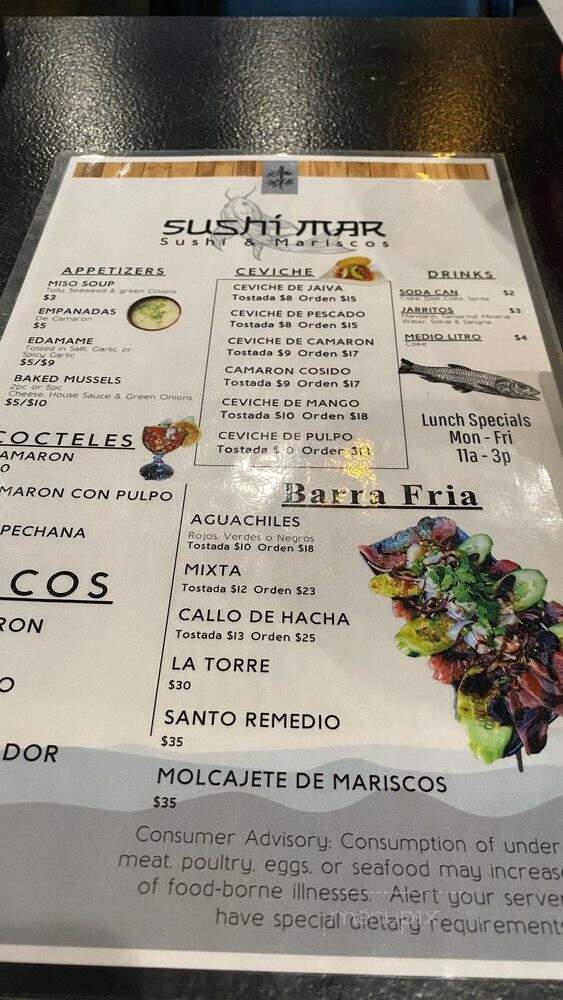 sushi mar
Sushi & Mariscos
APPETIZERS
MISO SOUP
Tofu, Seaweed & green Onions
$3
EMPANADAS
De Camaron
$5
EDAMAME
Tossed in Salt, Garlic or
Spicy Garlic
$5/$9
BAKED MUSSELS
2pc or 5pc
Cheese, House Sauce & Green Onions
$5/$10
COCTELES
AMARON
0
MARON CON PULPO
PECHANA
COS
RON
O
DOR
CEVICHE
CEVICHE DE JAIVA
Tostada $8 Orden $15
CEVICHE DE PESCADO
Tostada $8 Orden $15
CEVICHE DE CAMARON
Tostada $9 Orden $17
CAMARON COSIDO
Tostada $9 Orden $17
CEVICHE DE MANGO
Tostada $10 Orden $18
CEVICHE DE PULPO
Tostada Orden
DRINKS
SODA CAN $2
Coke, Diet Coke, Sprite
JARRITOS $3
Mandarin, Tamarind, Mineral
Water, Sidral & Sangria
MEDIO LITRO $4
Coke
Lunch Specials
Mon - Fri
11a - 3p
Barra Fria
AGUACHILES
Rojos, Verdes o Negros
Tostada $10 Orden $18
MIXTA
Tostada $12 Orden $23
CALLO DE HACHA
Tostada $13 Orden $25
LA TORRE
$30
SANTO REMEDIO
$35
MOLCAJETE DE MARISCOS
$35
Consumer Advisory: Consumption of under
meat, poultry, eggs, or seafood may increase
of food-borne illnesses. Alert your server
have special dietary requirements
menupix